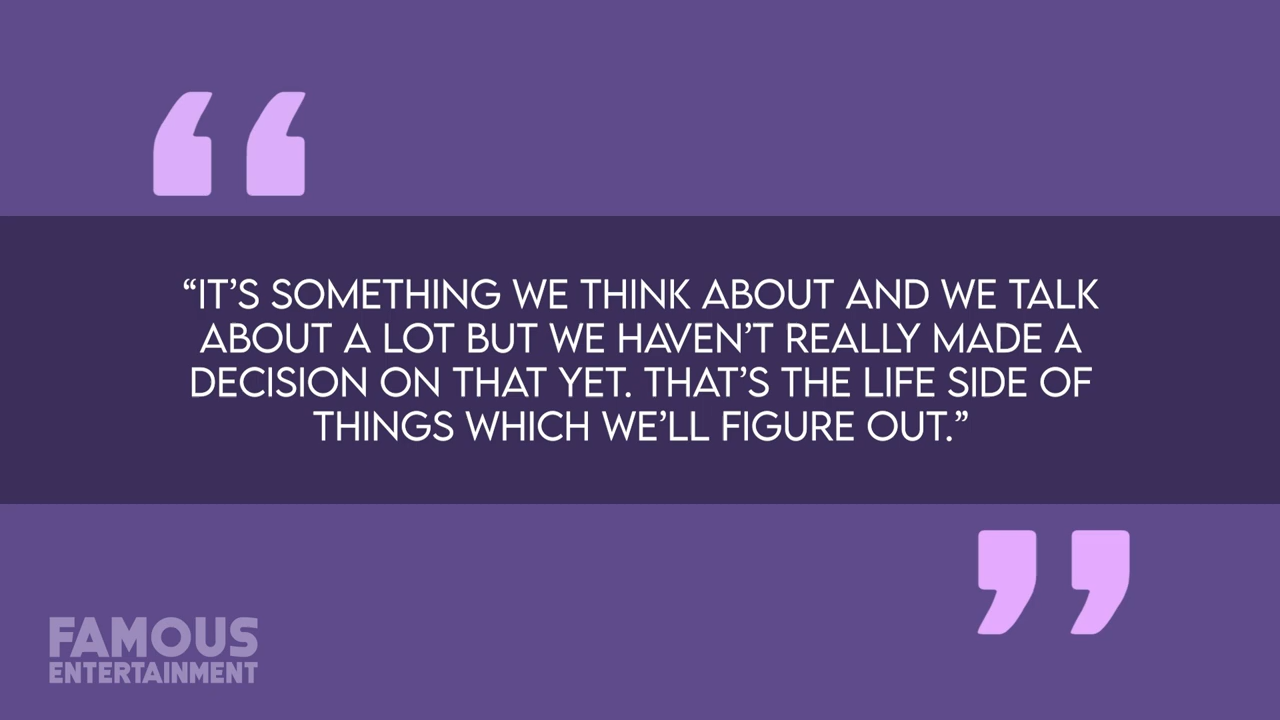 “IT’S SOMETHING WE THINK ABOUT AND WE TALK
ABOUT A LOT BUT WE HAVEN’T REALLY MADE A
DECISION ON THAT YET. THAT’S THE LIFE SIDE OF
THINGS WHICH WE’LL FIGURE OUT.”
FAMOUS
ENTERTAINMENT